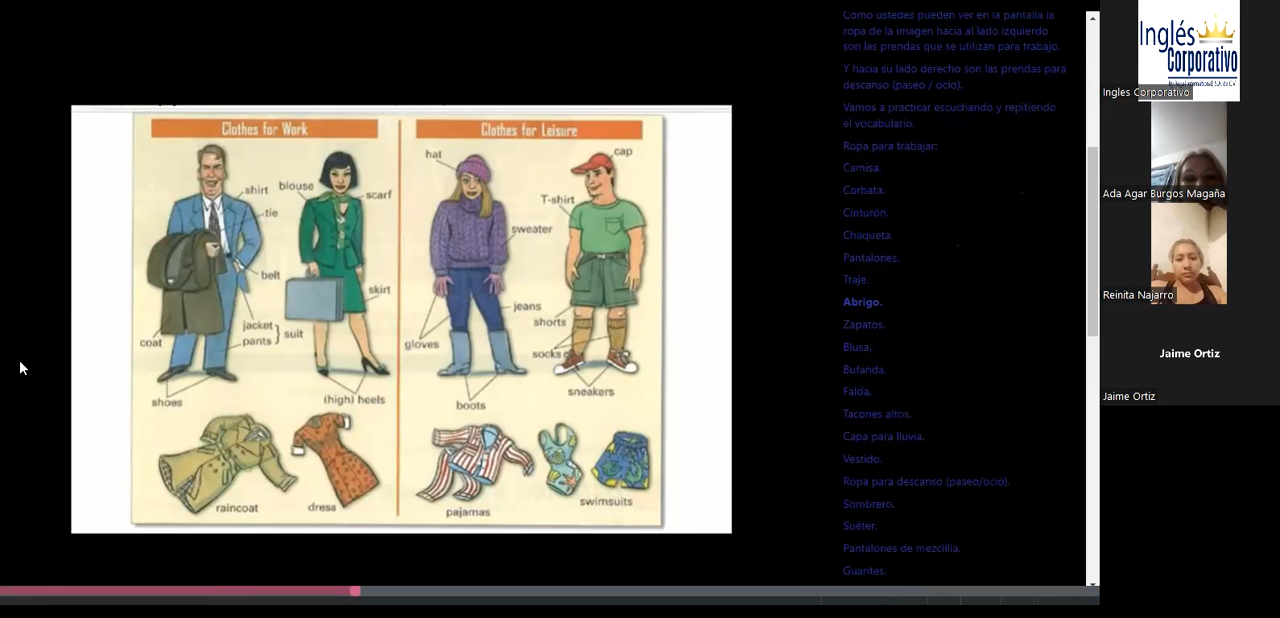 Clothes for Work
Clothes for Leisure
shirt
blouse
scarf
tie
belt
skirt
jacket
pants
suit
coat
shoes
(high) heels
raincoat
dress
hat
cap
T-shirt
sweater
jeans
shorts
gloves
socks
boots
sneakers
pajamas
swimsuits
Como ustedes pueden ver en la pantalla la
ropa de la imagen hacia al lado izquierdo
son las prendas que se utilizan para trabajo.
Y hacia su lado derecho son las prendas para
descanso (paseo / ocio).
Vamos a practicar escuchando y repitiendo
el vocabulario.
Ropa para trabajar:
Camisa.
Corbata.
Cinturón.
Chaqueta.
Pantalones.
Traje.
Abrigo.
Zapatos.
Blusa.
Bufanda.
Falda.
Tacones altos.
Capa para lluvia.
Vestido.
Ropa para descanso (paseo/ocio).
Sombrero.
Suéter.
Pantalones de mezclilla.
Guantes.
Inglés
Corporativo
Ingles Corporativo
Ada Agar Burgos Magaña
Reinita Najarro
Jaime Ortiz
Jaime Ortiz